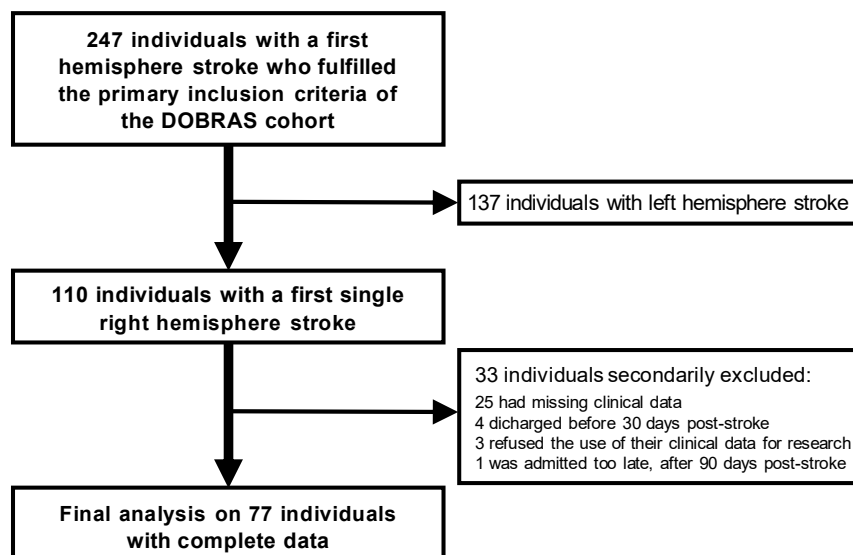 247 individuals with a first
hemisphere stroke who fulfilled
the primary inclusion criteria of
the DOBRAS cohort
137 individuals with left hemisphere stroke
110 individuals with a first single
right hemisphere stroke
33 individuals secondarily excluded:
25 had missing clinical data
4 dicharged before 30 days post-stroke
3 refused the use of their clinical data for research
1 was admitted too late, after 90 days post-stroke
Final analysis on 77 individuals
with complete data